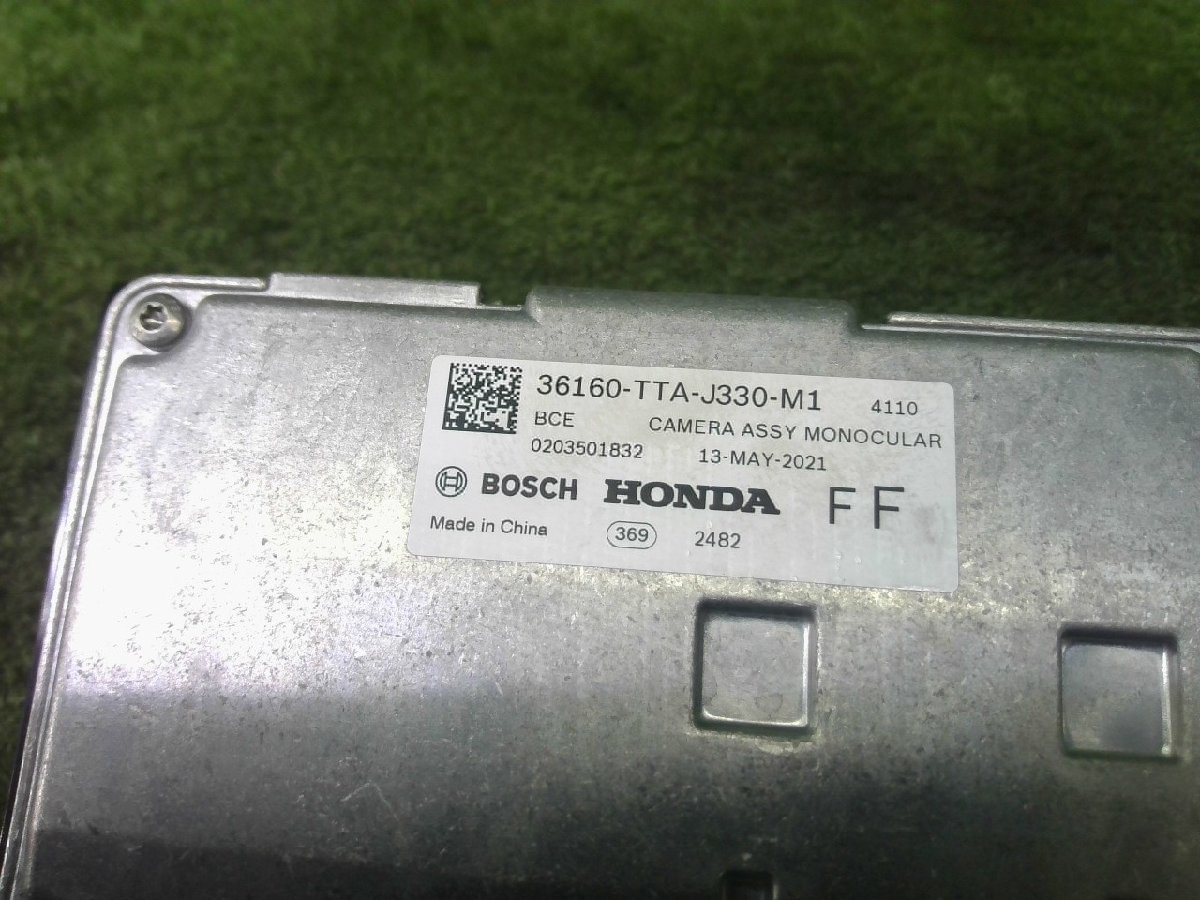 36160-TTA-J330-M1 4110
BCE CAMERA ASSY MONOCULAR
0203501832 13-MAY-2021
BOSCH HONDA FF
Made in China 369 2482